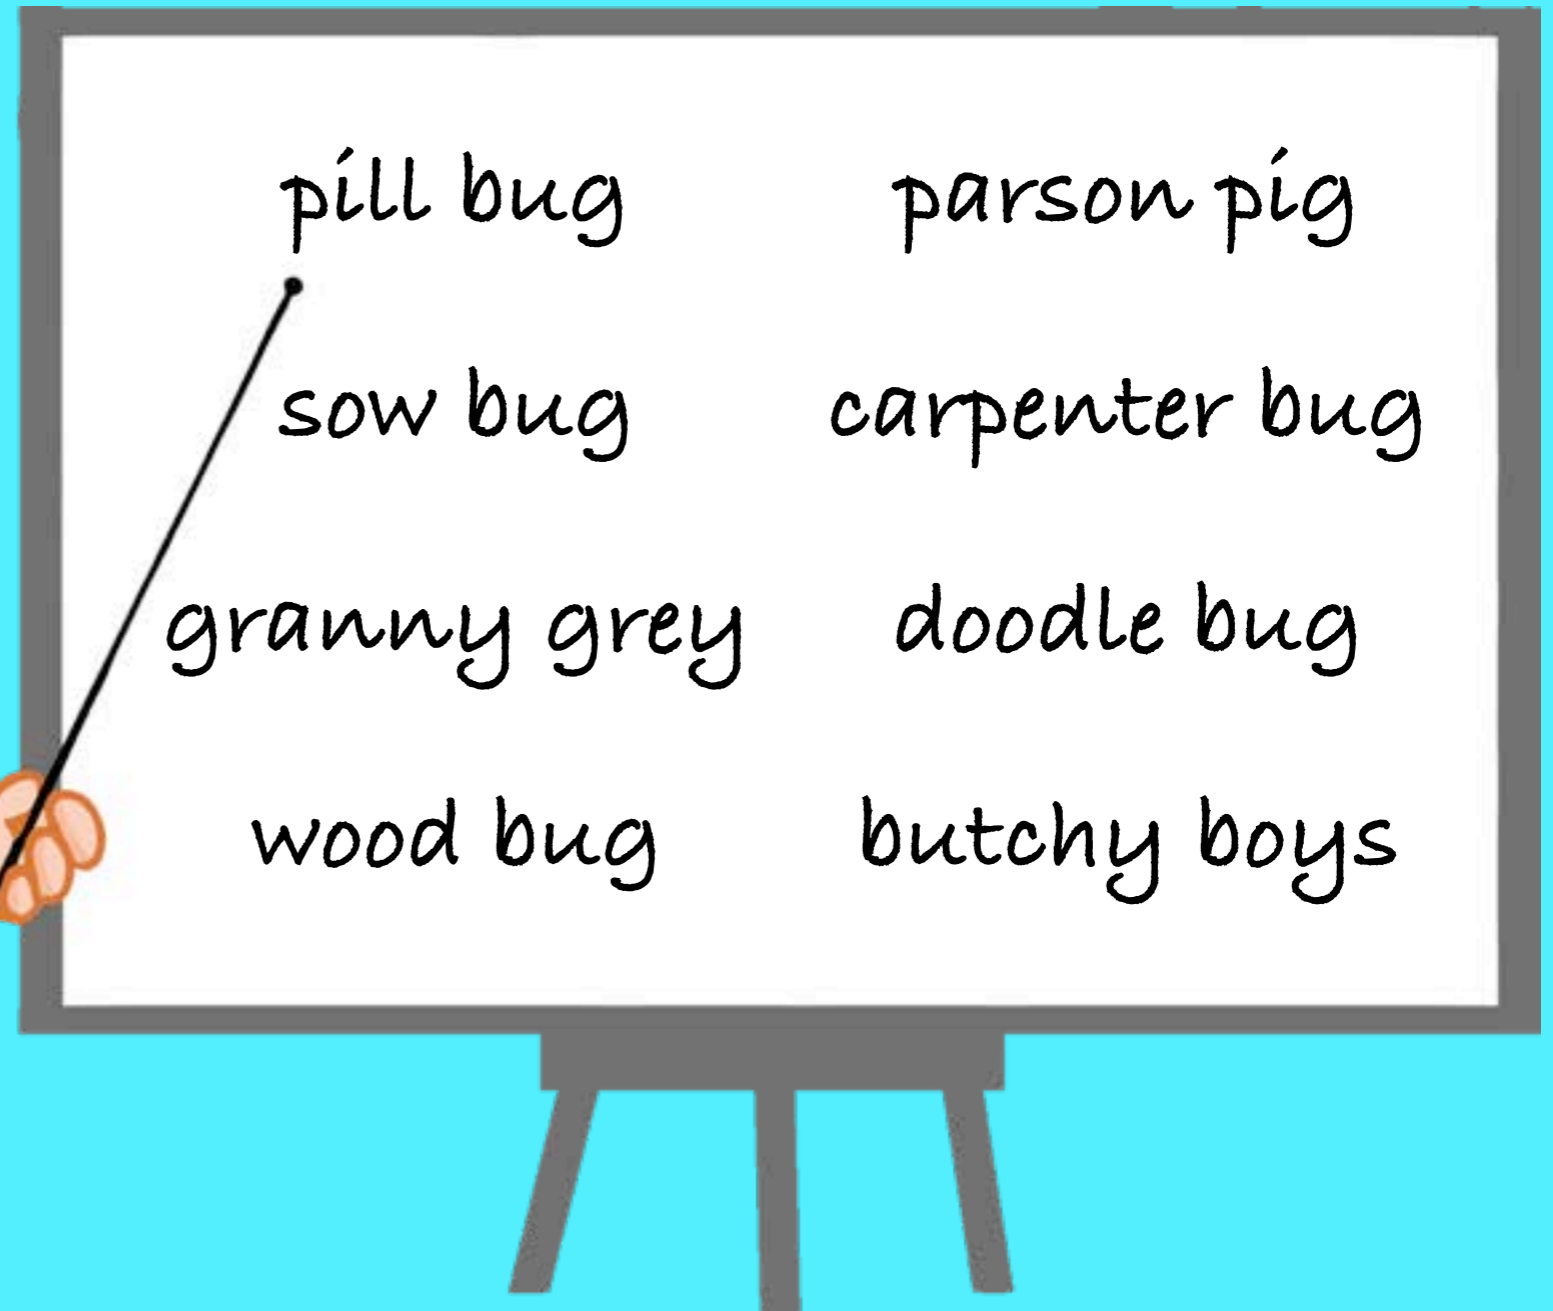 pill bug
parson pig
sow bug
carpenter bug
granny grey
doodle bug
wood bug
butchy boys